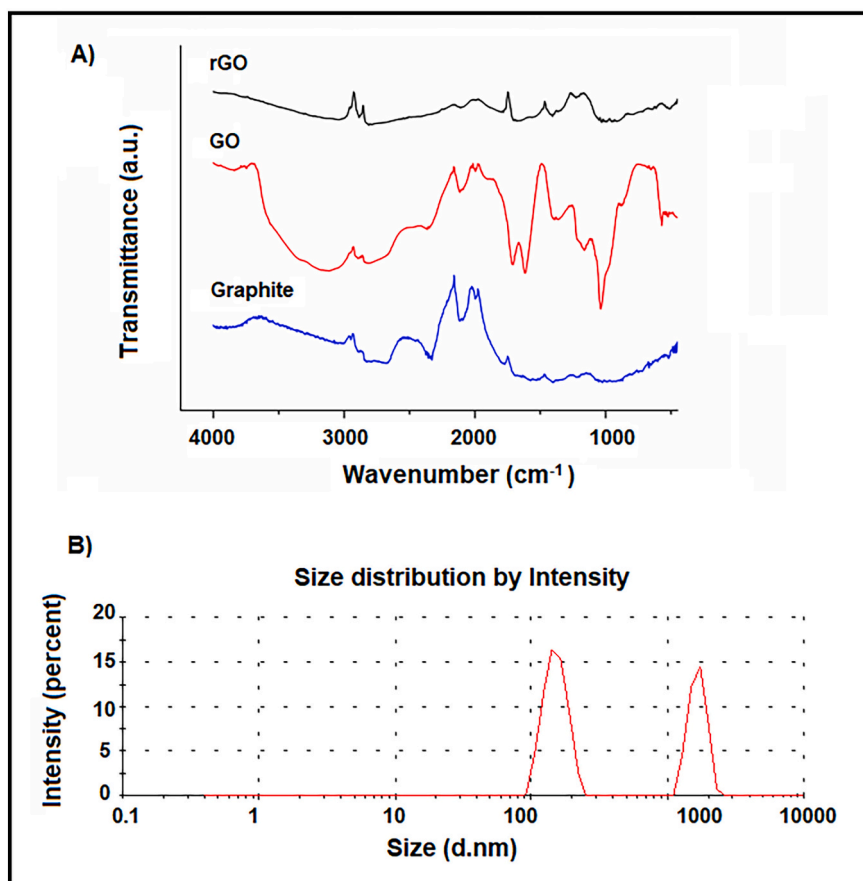 A)
rGO
GO
Graphite
Transmittance (a.u.)
4000 3000 2000 1000
Wavenumber (cm⁻¹)
B)
Size distribution by Intensity
Intensity (percent)
20
15
10
5
0
0.1 1 10 100 1000 10000
Size (d.nm)